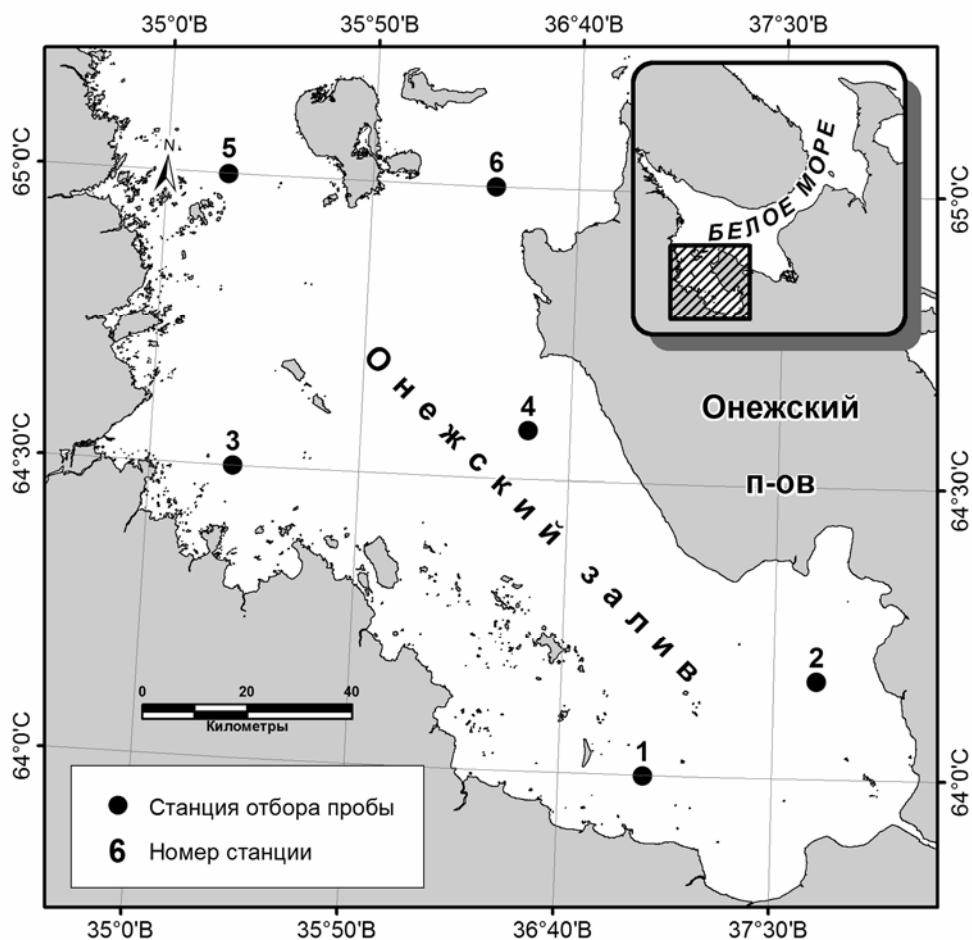 35°0'В 35°50'В 36°40'В 37°30'В
65°0'С
65°0'С
N
5
6
БЕЛОЕ МОРЕ
Онежский залив
4
Онежский
п-ов
3
64°30'С
64°30'С
2
1
0 20 40
Километры
64°0'С
64°0'С
Станция отбора пробы
6 Номер станции
35°0'В 35°50'В 36°40'В 37°30'В